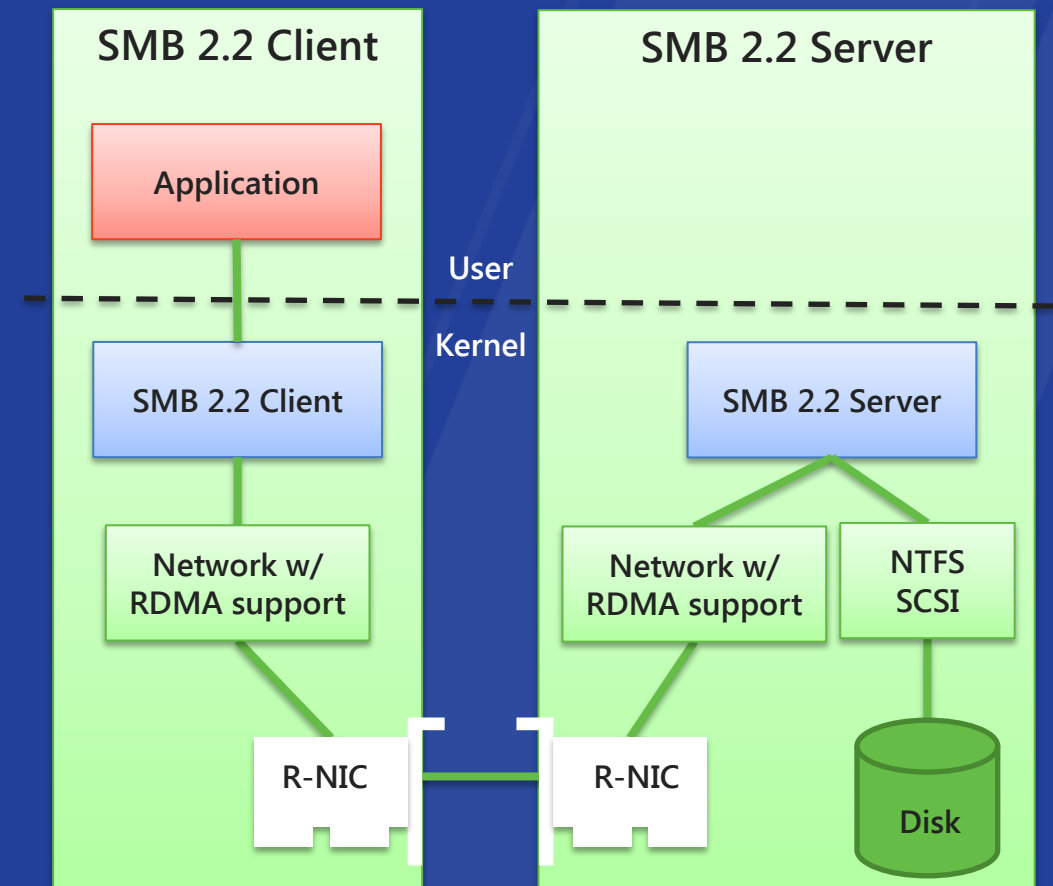 SMB 2.2 Client
Application
SMB 2.2 Client
Network w/
RDMA support
R-NIC
User
Kernel
SMB 2.2 Server
SMB 2.2 Server
Network w/
RDMA support
NTFS
SCSI
R-NIC
Disk